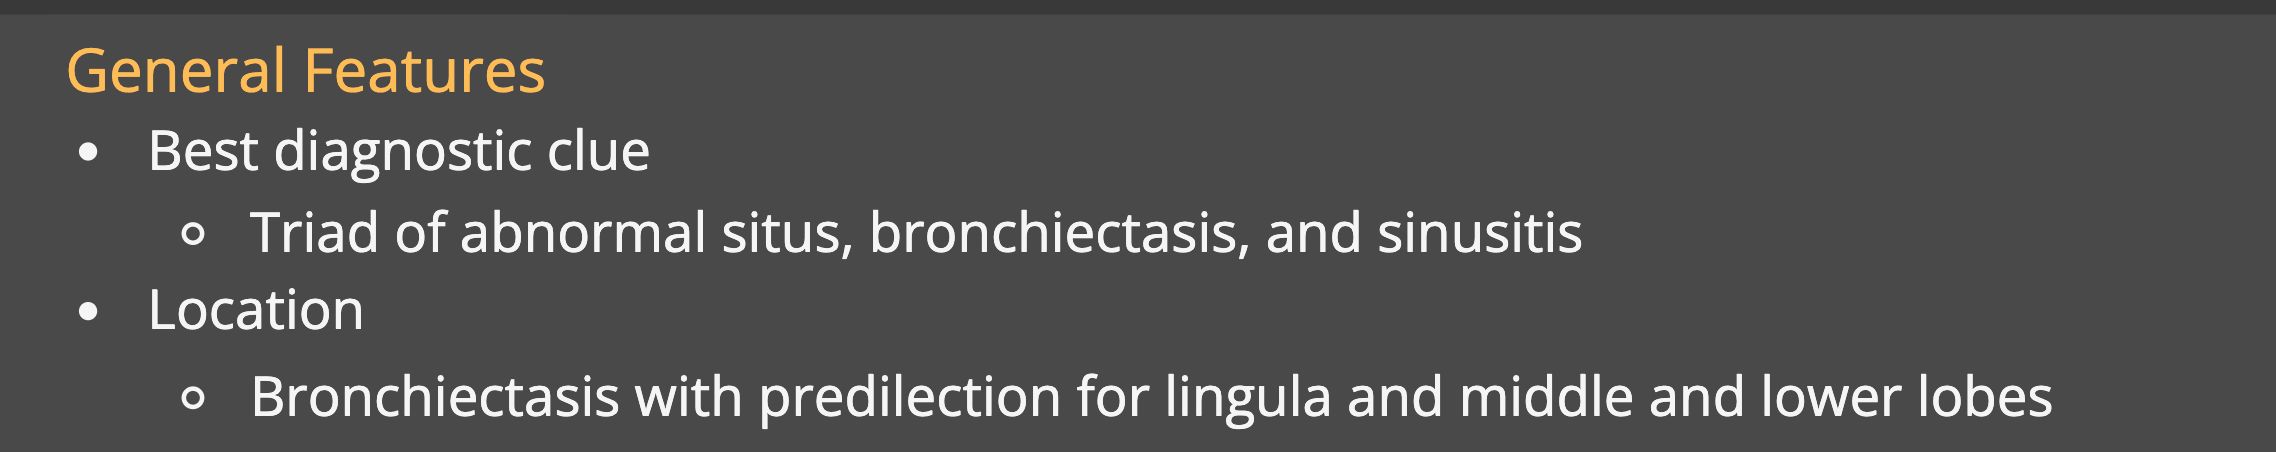 General Features
• Best diagnostic clue
◦ Triad of abnormal situs, bronchiectasis, and sinusitis
• Location
◦ Bronchiectasis with predilection for lingula and middle and lower lobes